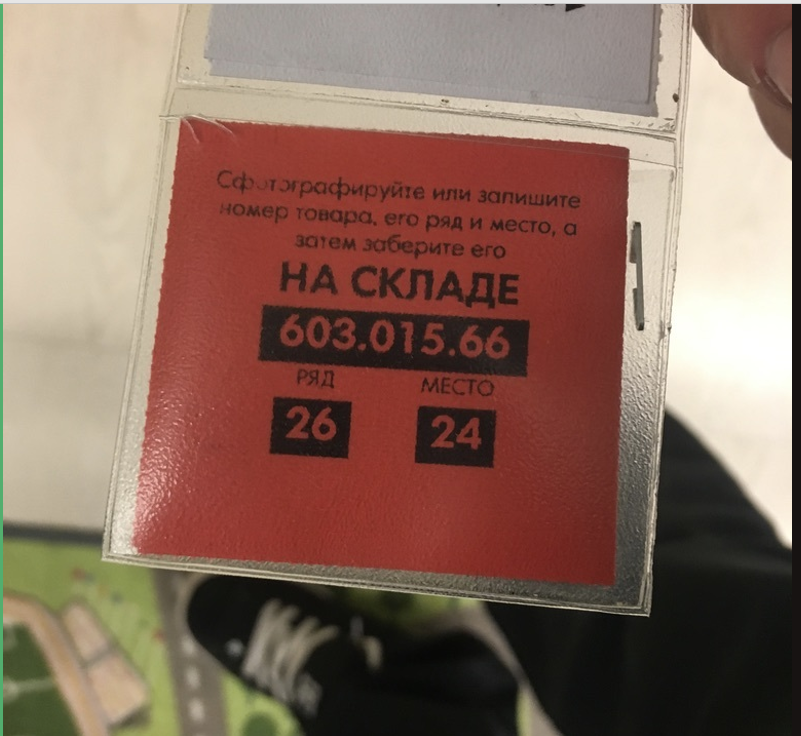 Сфотографируйте или запишите
номер товара, его ряд и место, а
затем заберите его
НА СКЛАДЕ
603.015.66
РЯД МЕСТО
26 24